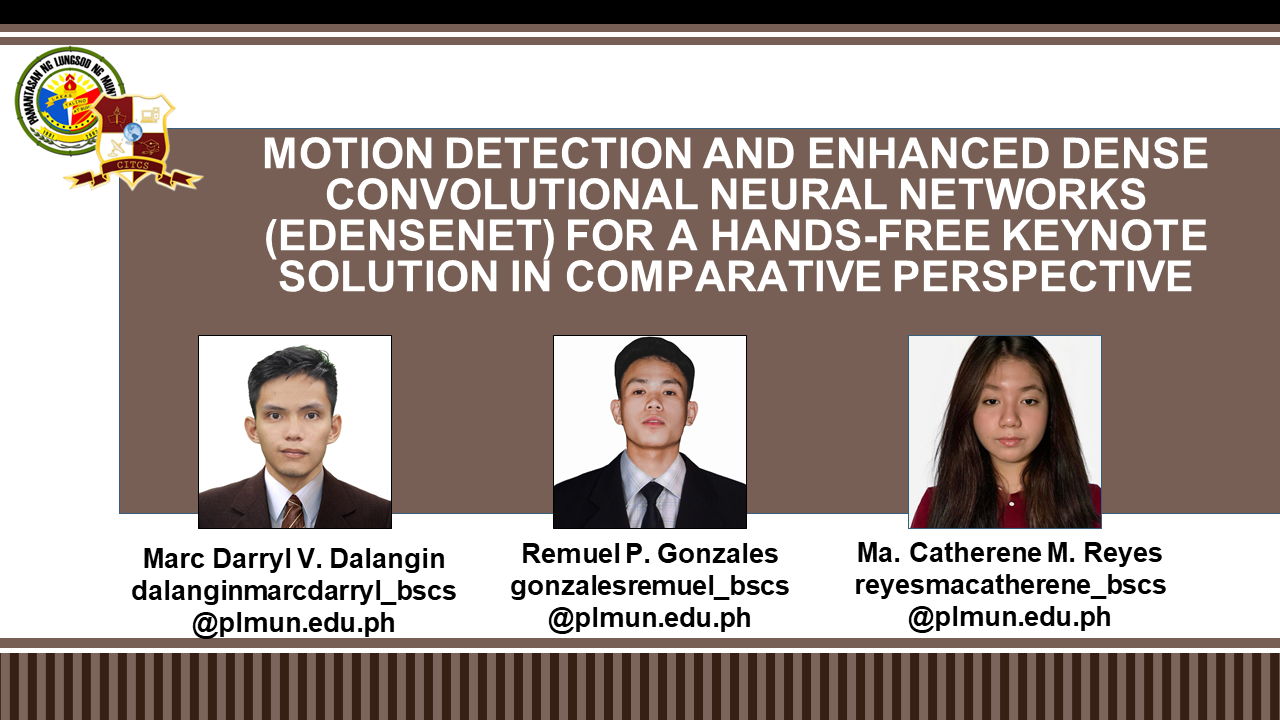 PAMANTASAN NG LUNGSOD NG MUNT
CITCS
MOTION DETECTION AND ENHANCED DENSE
CONVOLUTIONAL NEURAL NETWORKS
(EDENSENET) FOR A HANDS-FREE KEYNOTE
SOLUTION IN COMPARATIVE PERSPECTIVE
Marc Darryl V. Dalangin
dalanginmarcdarryl_bscs
@plmun.edu.ph
Remuel P. Gonzales
gonzalesremuel_bscs
@plmun.edu.ph
Ma. Catherene M. Reyes
reyesmacatherene_bscs
@plmun.edu.ph